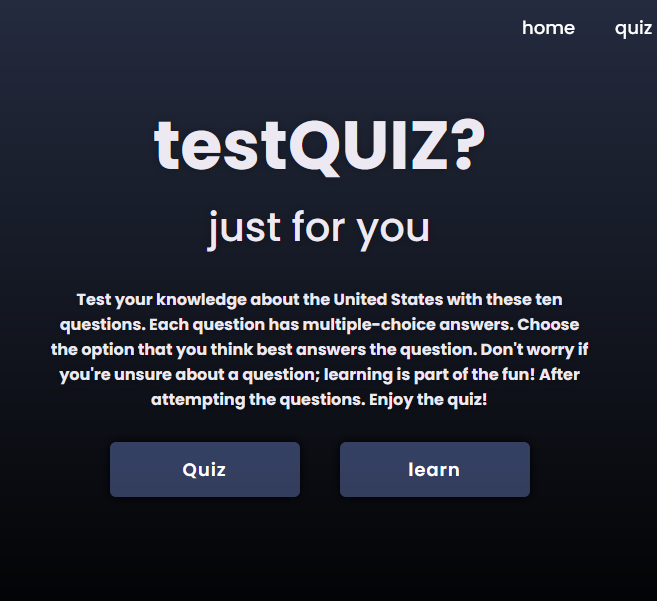 home quiz
testQUIZ?
just for you
Test your knowledge about the United States with these ten
questions. Each question has multiple-choice answers. Choose
the option that you think best answers the question. Don't worry if
you're unsure about a question; learning is part of the fun! After
attempting the questions. Enjoy the quiz!
Quiz learn